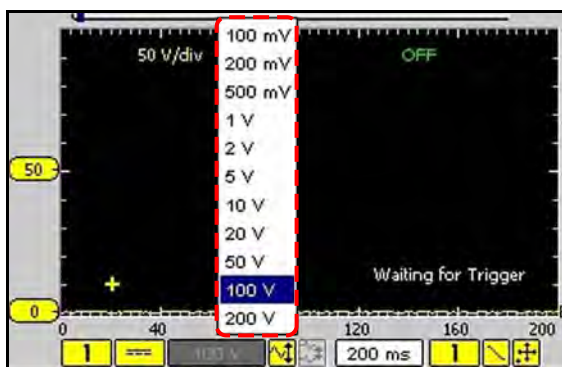 50 V/div
OFF
100 mV
200 mV
500 mV
1 V
2 V
5 V
10 V
20 V
50 V
100 V
200 V
50
Waiting for Trigger
0
0 40 120 160 200
1 100 V 200 ms 1